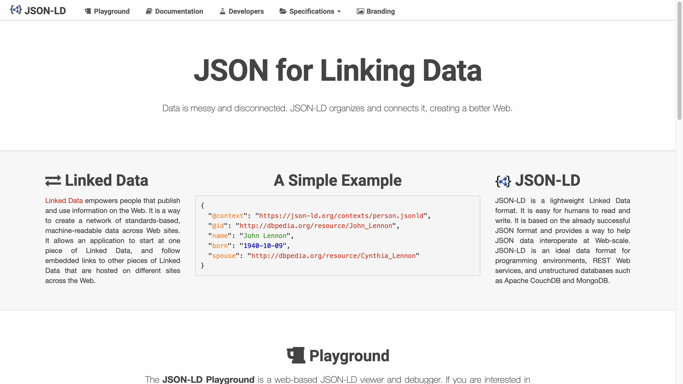 JSON-LD Playground Documentation Developers Specifications Branding
JSON for Linking Data
Data is messy and disconnected. JSON-LD organizes and connects it, creating a better Web.
Linked Data
Linked Data empowers people that publish
and use information on the Web. It is a way
to create a network of standards-based,
machine-readable data across Web sites.
It allows an application to start at one
piece of Linked Data, and follow
embedded links to other pieces of Linked
Data that are hosted on different sites
across the Web.
A Simple Example
{
"@context": "https://json-ld.org/contexts/person.jsonld",
"@id": "http://dbpedia.org/resource/John_Lennon",
"name": "John Lennon",
"born": "1940-10-09",
"spouse": "http://dbpedia.org/resource/Cynthia_Lennon"
}
JSON-LD
JSON-LD is a lightweight Linked Data
format. It is easy for humans to read and
write. It is based on the already successful
JSON format and provides a way to help
JSON data interoperate at Web-scale.
JSON-LD is an ideal data format for
programming environments, REST Web
services, and unstructured databases such
as Apache CouchDB and MongoDB.
Playground
The JSON-LD Playground is a web-based JSON-LD viewer and debugger. If you are interested in